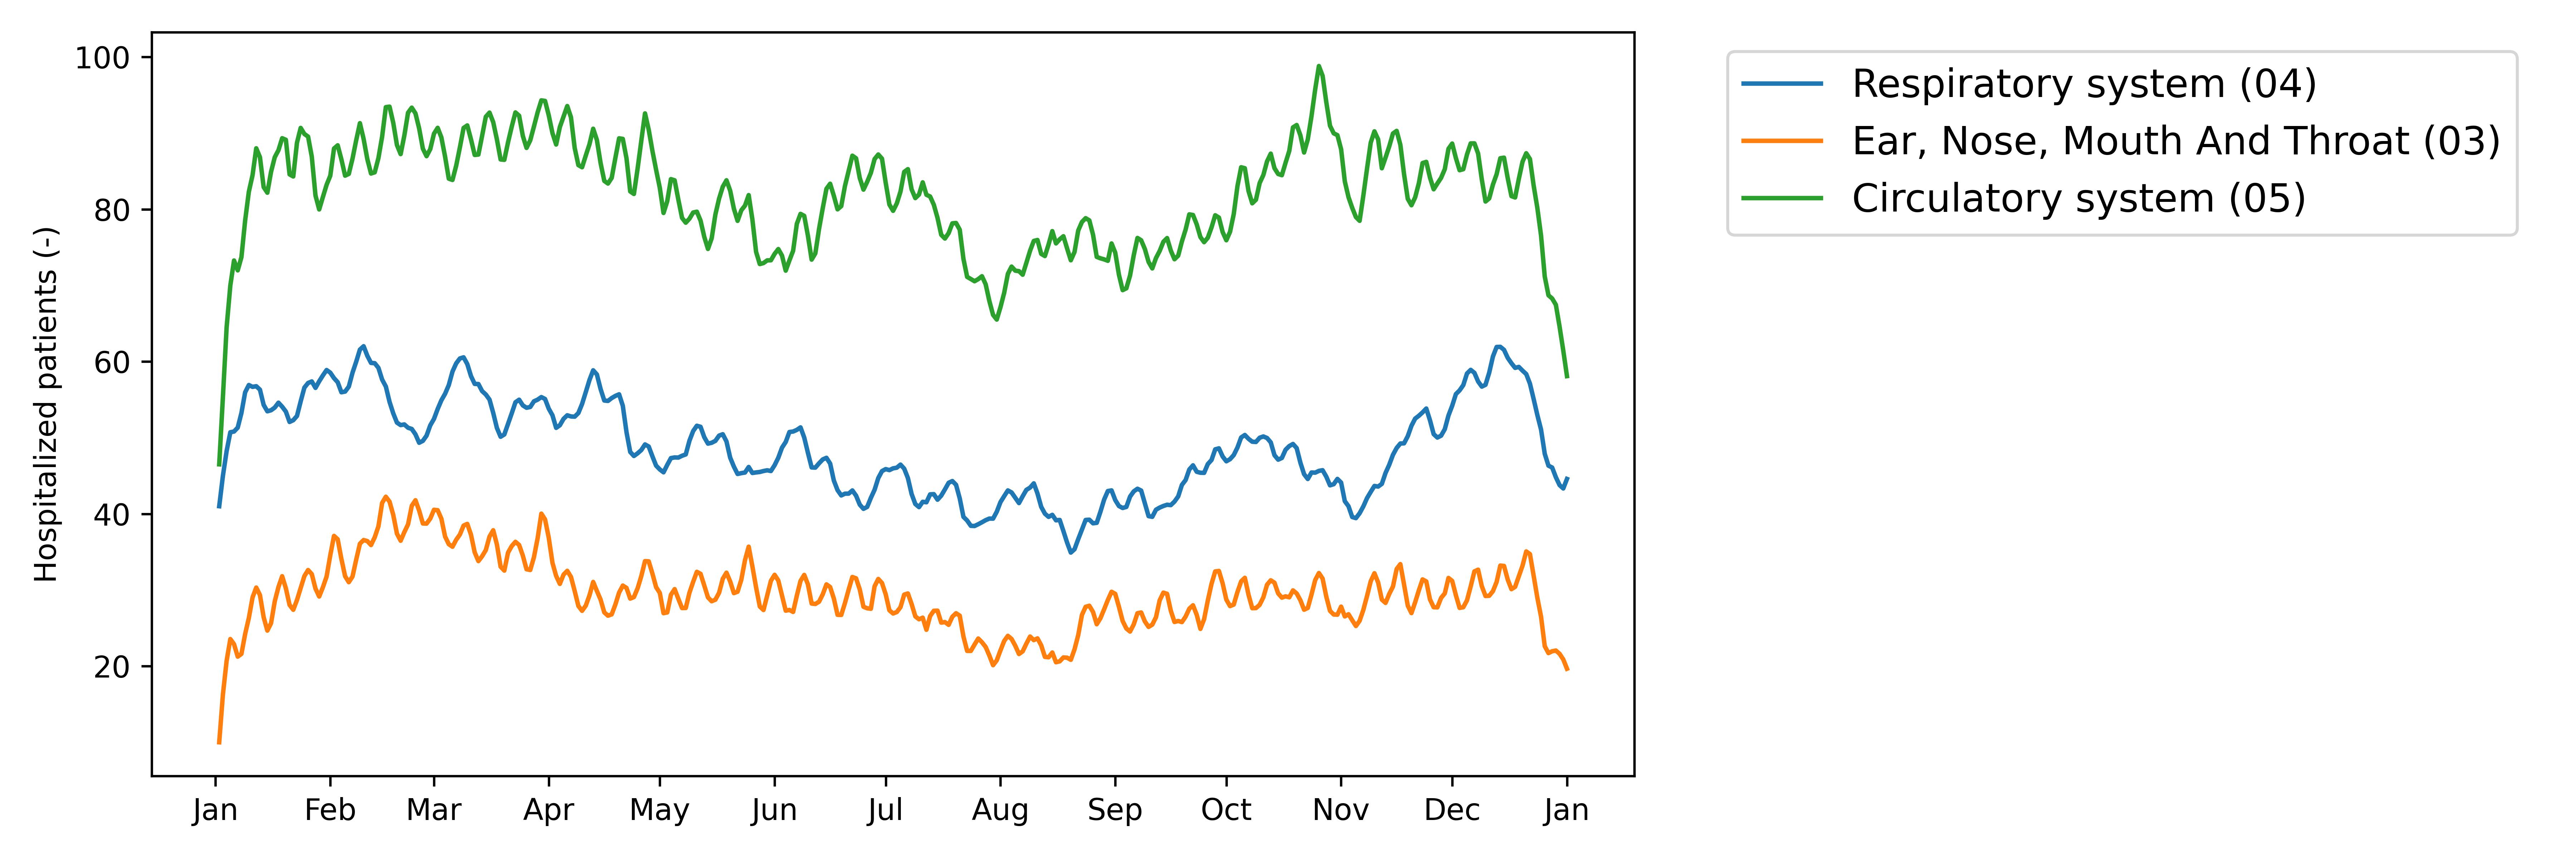 100
80
60
40
20
Hospitalized patients (-)
Jan Feb Mar Apr May Jun Jul Aug Sep Oct Nov Dec Jan
Respiratory system (04)
Ear, Nose, Mouth And Throat (03)
Circulatory system (05)